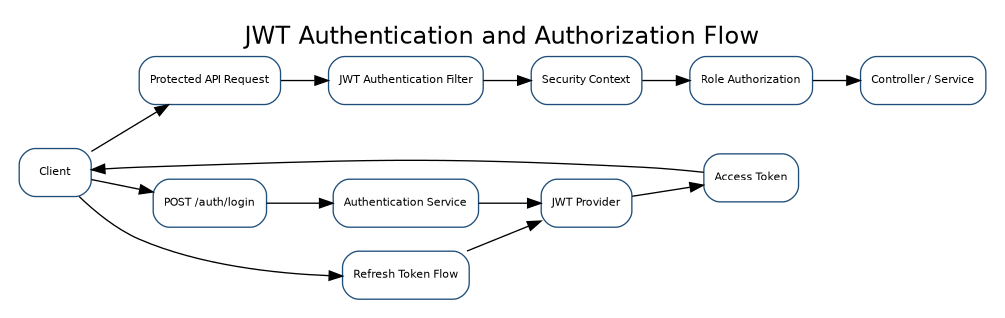 JWT Authentication and Authorization Flow
Protected API Request
JWT Authentication Filter
Security Context
Role Authorization
Controller / Service
Client
Access Token
POST /auth/login
Authentication Service
JWT Provider
Refresh Token Flow